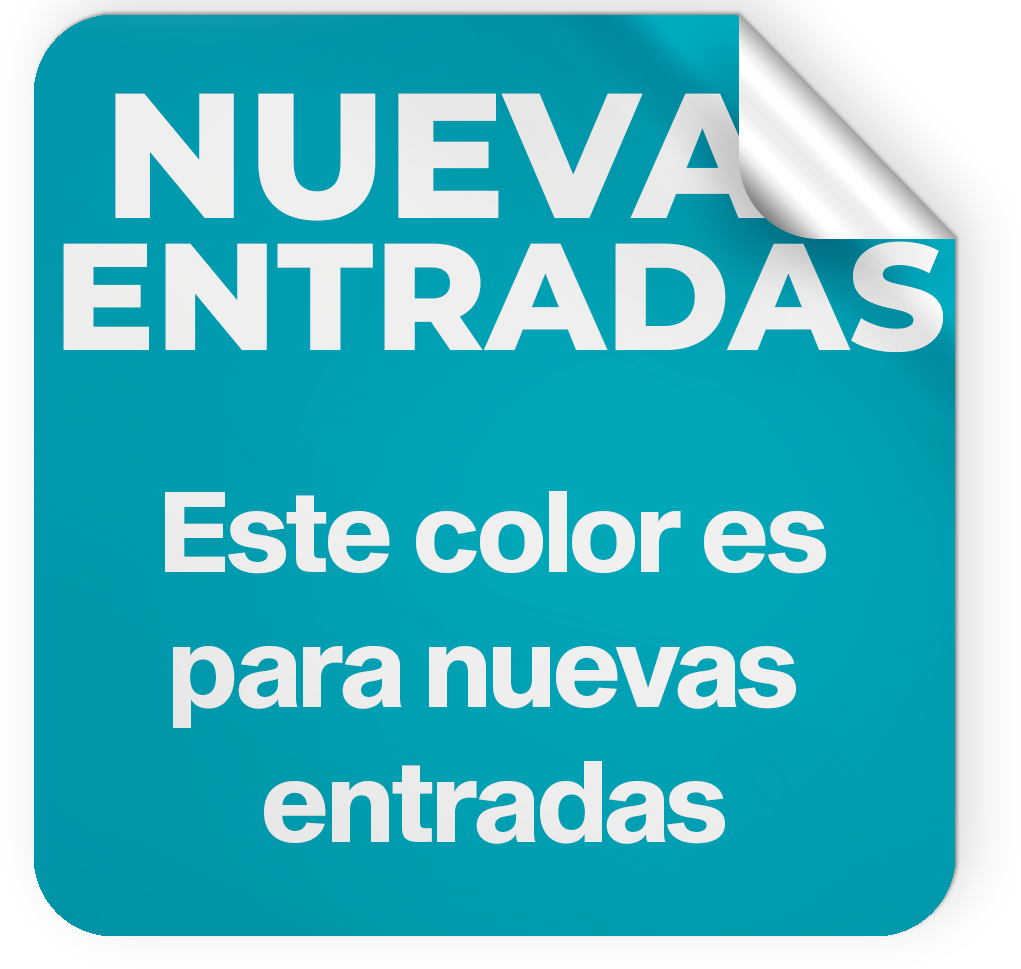 NUEVA
ENTRADAS
Este color es
para nuevas
entradas